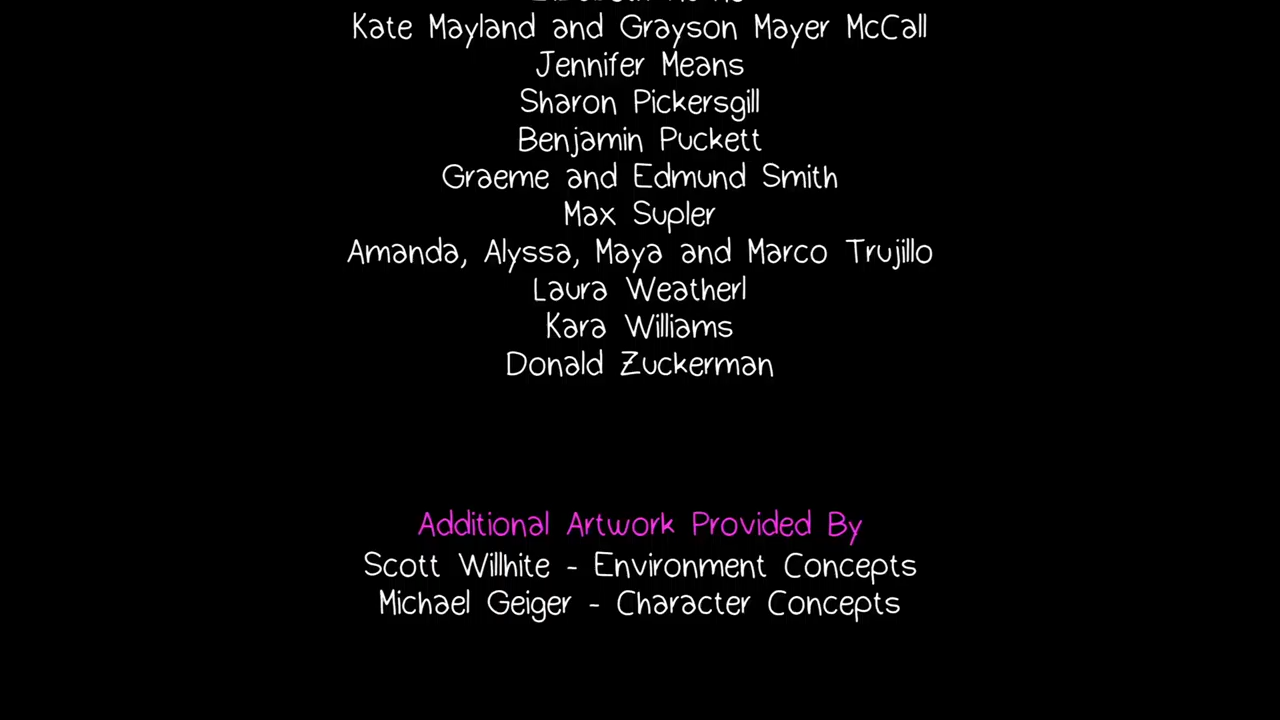 Kate Mayland and Grayson Mayer McCall
Jennifer Means
Sharon Pickersgill
Benjamin Puckett
Graeme and Edmund Smith
Max Supler
Amanda, Alyssa, Maya and Marco Trujillo
Laura Weatherl
Kara Williams
Donald Zuckerman
Additional Artwork Provided By
Scott Willhite - Environment Concepts
Michael Geiger - Character Concepts